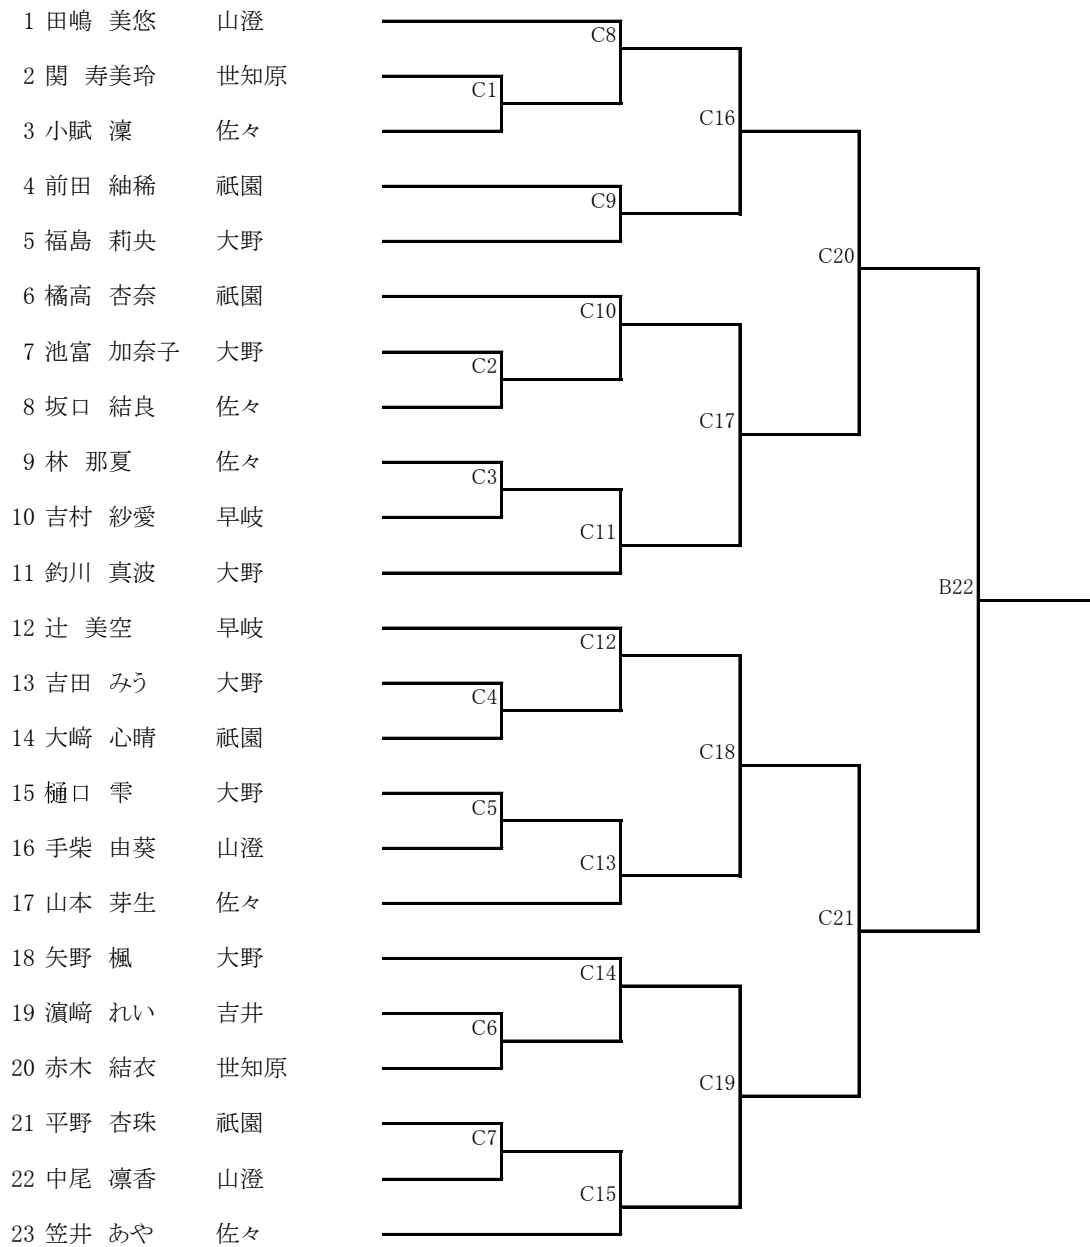 1 田嶋 美悠 山澄
C8
2 関 寿美玲 世知原
C1
C16
3 小賦 凜 佐々
4 前田 紬稀 祇園
C9
5 福島 莉央 大野
C20
6 橘高 杏奈 祇園
C10
7 池富 加奈子 大野
C2
8 坂口 結良 佐々
C17
9 林 那夏 佐々
C3
10 吉村 紗愛 早岐
C11
11 釣川 真波 大野
B22
12 辻 美空 早岐
C12
13 吉田 みう 大野
C4
14 大﨑 心晴 祇園
C18
15 樋口 雫 大野
C5
16 手柴 由葵 山澄
C13
17 山本 芽生 佐々
C21
18 矢野 楓 大野
C14
19 濵﨑 れい 吉井
C6
20 赤木 結衣 世知原
C19
21 平野 杏珠 祇園
C7
22 中尾 凛香 山澄
C15
23 笠井 あや 佐々